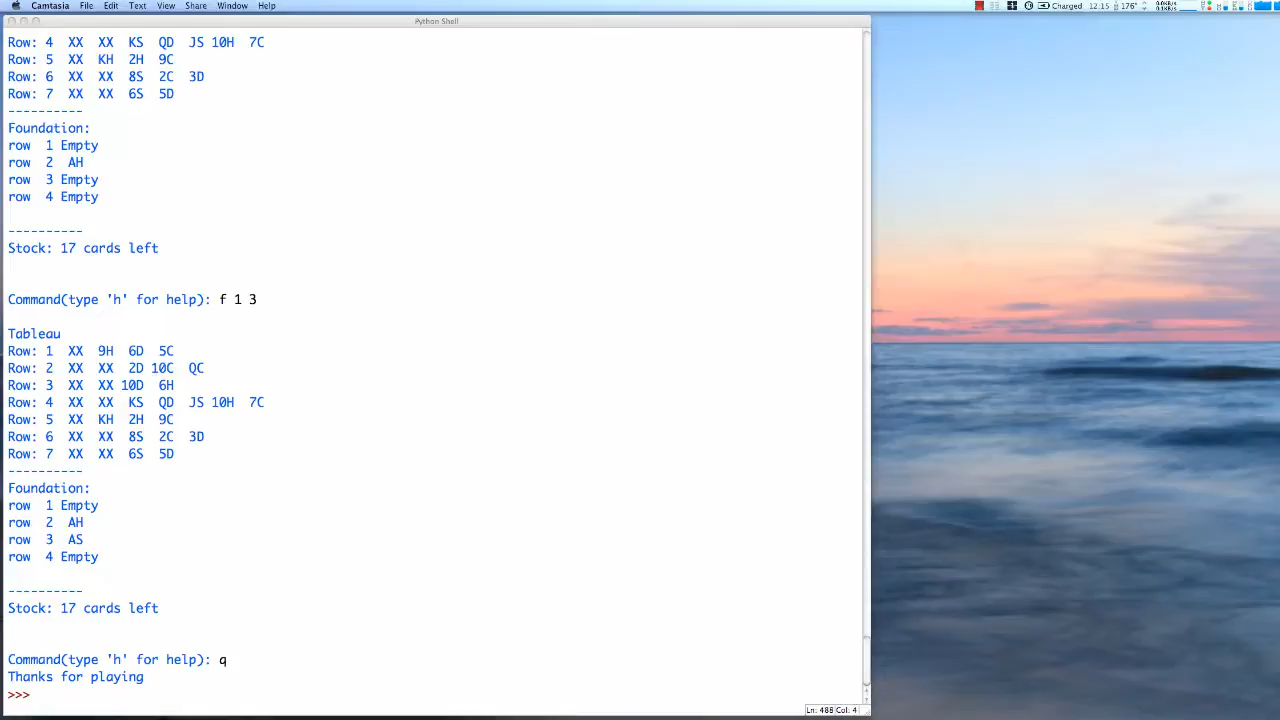 Camtasia File Edit Text View Share Window Help Charged 12:15 176°
Python Shell
Row: 4 XX XX KS QD JS 10H 7C
Row: 5 XX KH 2H 9C
Row: 6 XX XX 8S 2C 3D
Row: 7 XX XX 6S 5D
----------
Foundation:
row 1 Empty
row 2 AH
row 3 Empty
row 4 Empty
----------
Stock: 17 cards left
Command(type 'h' for help): f 1 3
Tableau
Row: 1 XX 9H 6D 5C
Row: 2 XX XX 2D 10C QC
Row: 3 XX XX 10D 6H
Row: 4 XX XX KS QD JS 10H 7C
Row: 5 XX KH 2H 9C
Row: 6 XX XX 8S 2C 3D
Row: 7 XX XX 6S 5D
----------
Foundation:
row 1 Empty
row 2 AH
row 3 AS
row 4 Empty
----------
Stock: 17 cards left
Command(type 'h' for help): q
Thanks for playing
>>>
Ln: 488 Col: 4